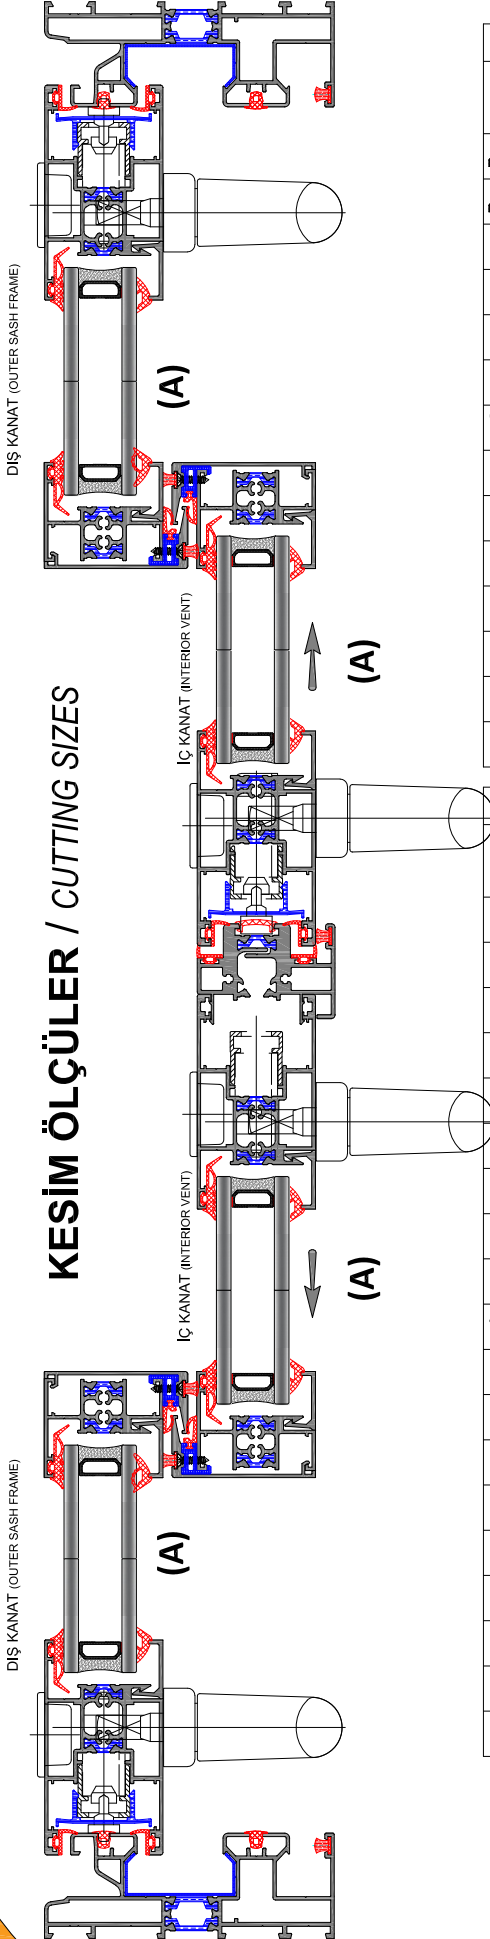 KESİM ÖLÇÜLER / CUTTING SIZES
DIŞ KANAT (OUTER SASH FRAME)
(A)
İÇ KANAT (INTERIOR VENT)
(A)
İÇ KANAT (INTERIOR VENT)
(A)
DIŞ KANAT (OUTER SASH FRAME)
(A)